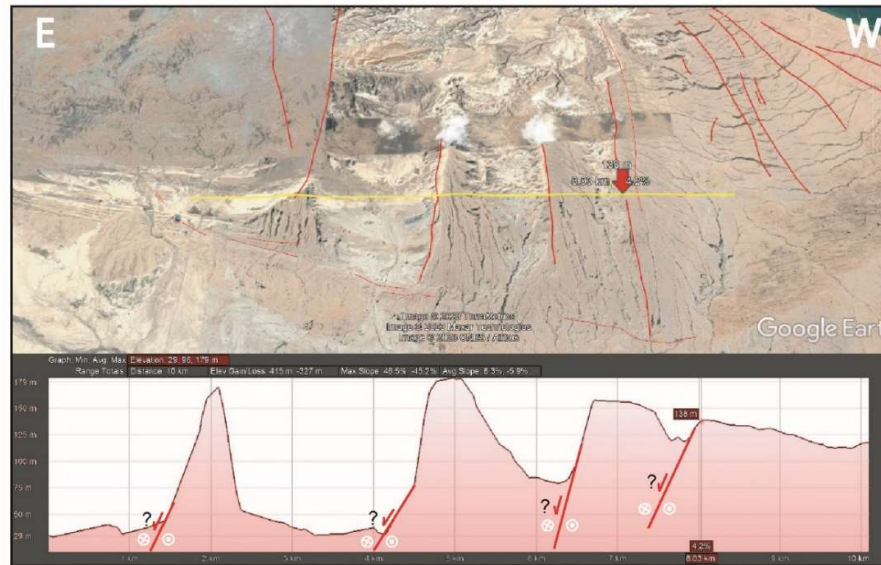 E
W
138 m
8.03 km 4.2%
Google Earth
Graph: Min, Avg, Max Elevation: 29, 96, 179 m
Range Totals: Distance: 10 km Elev Gain/Loss: 415 m, -327 m Max Slope: 46.5%, -45.2% Avg Slope: 8.3%, -5.9%
179 m
150 m
125 m
100 m
75 m
50 m
29 m
138 m
?
?
?
?
1 km
2 km
3 km
4 km
5 km
6 km
7 km
4.2%
8.03 km
9 km
10 km